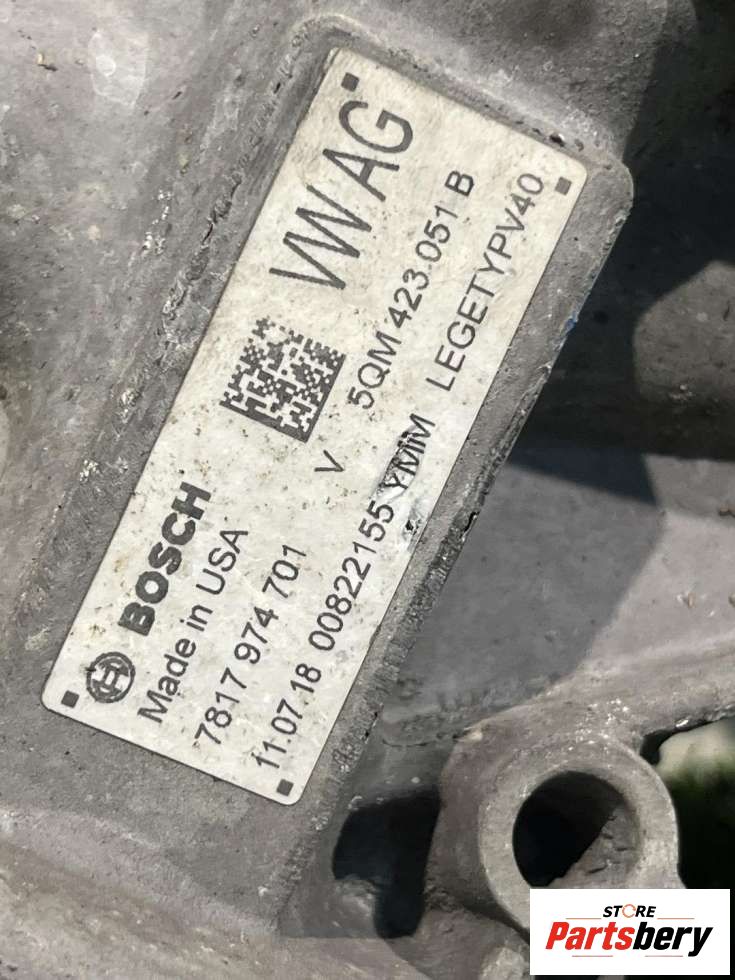 VW AG
BOSCH
Made in USA
7817 974 701
V
5QM 423 051 B
11.07.18 00822155 YMIM LEGETYPV40
STORE
Partsbery